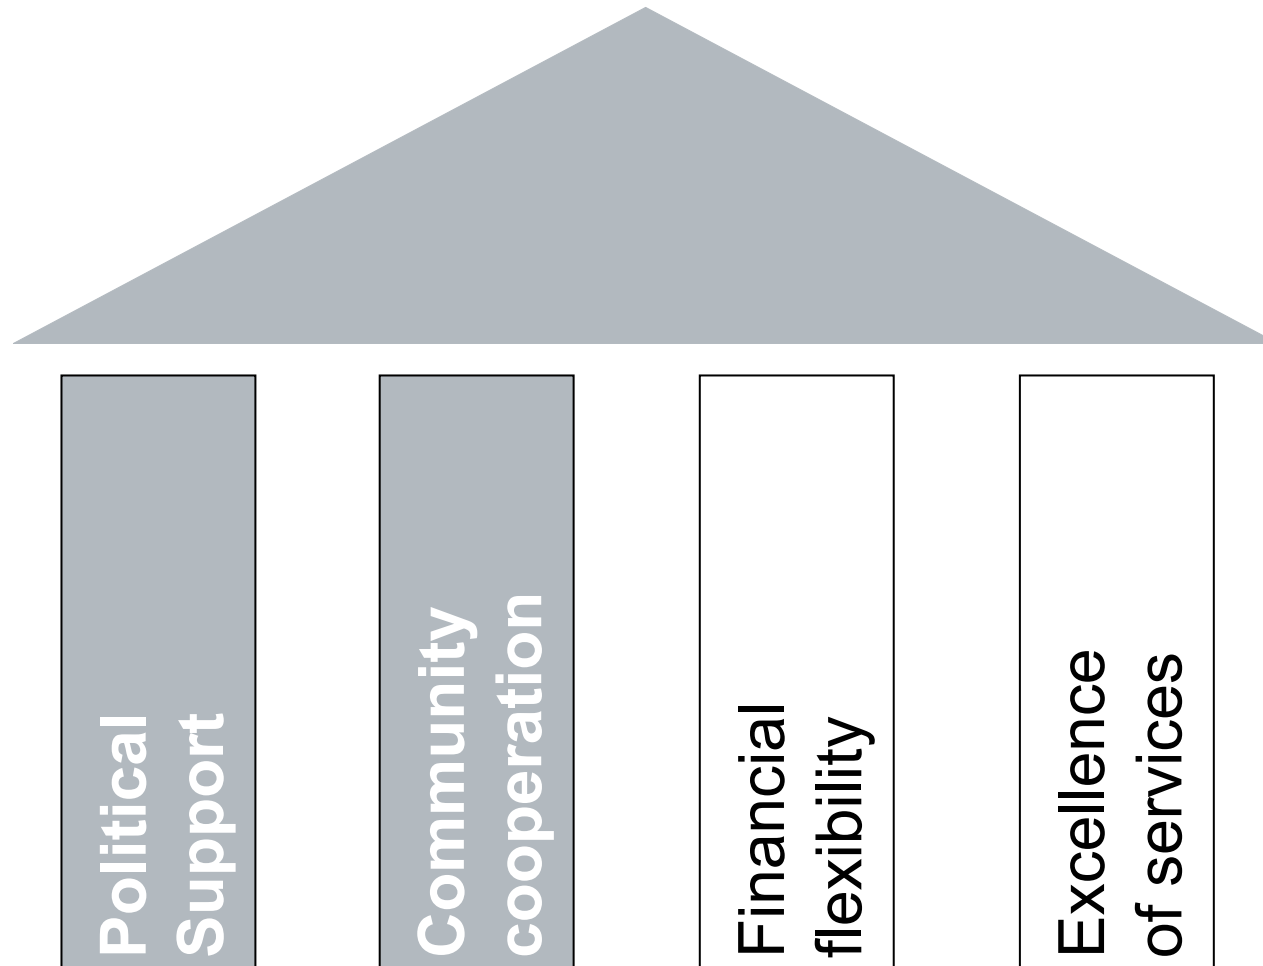 Political
Support
Community
cooperation
Financial
flexibility
Excellence
of services